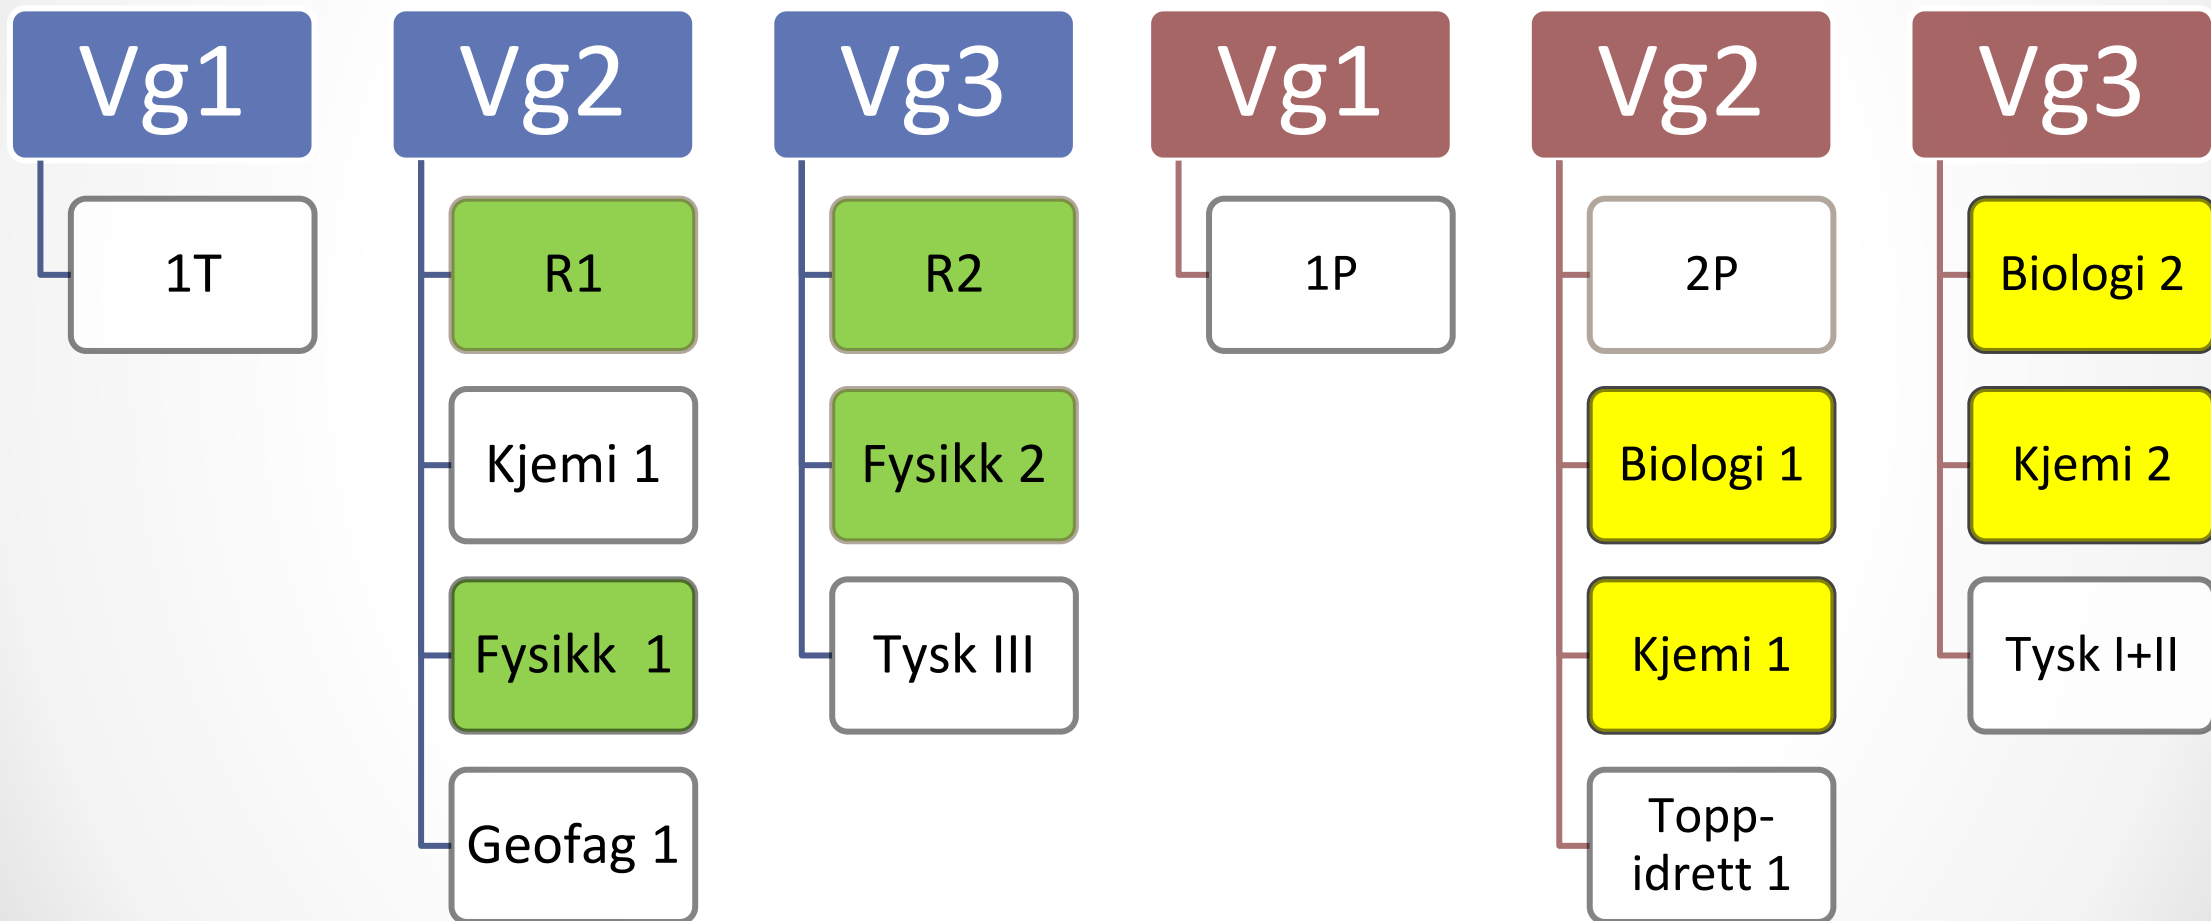 Vg1
1T
Vg2
R1
Kjemi 1
Fysikk  1
Geofag 1
Vg3
R2
Fysikk 2
Tysk III
Vg1
1P
Vg2
2P
Biologi 1
Kjemi 1
Topp-
idrett 1
Vg3
Biologi 2
Kjemi 2
Tysk I+II